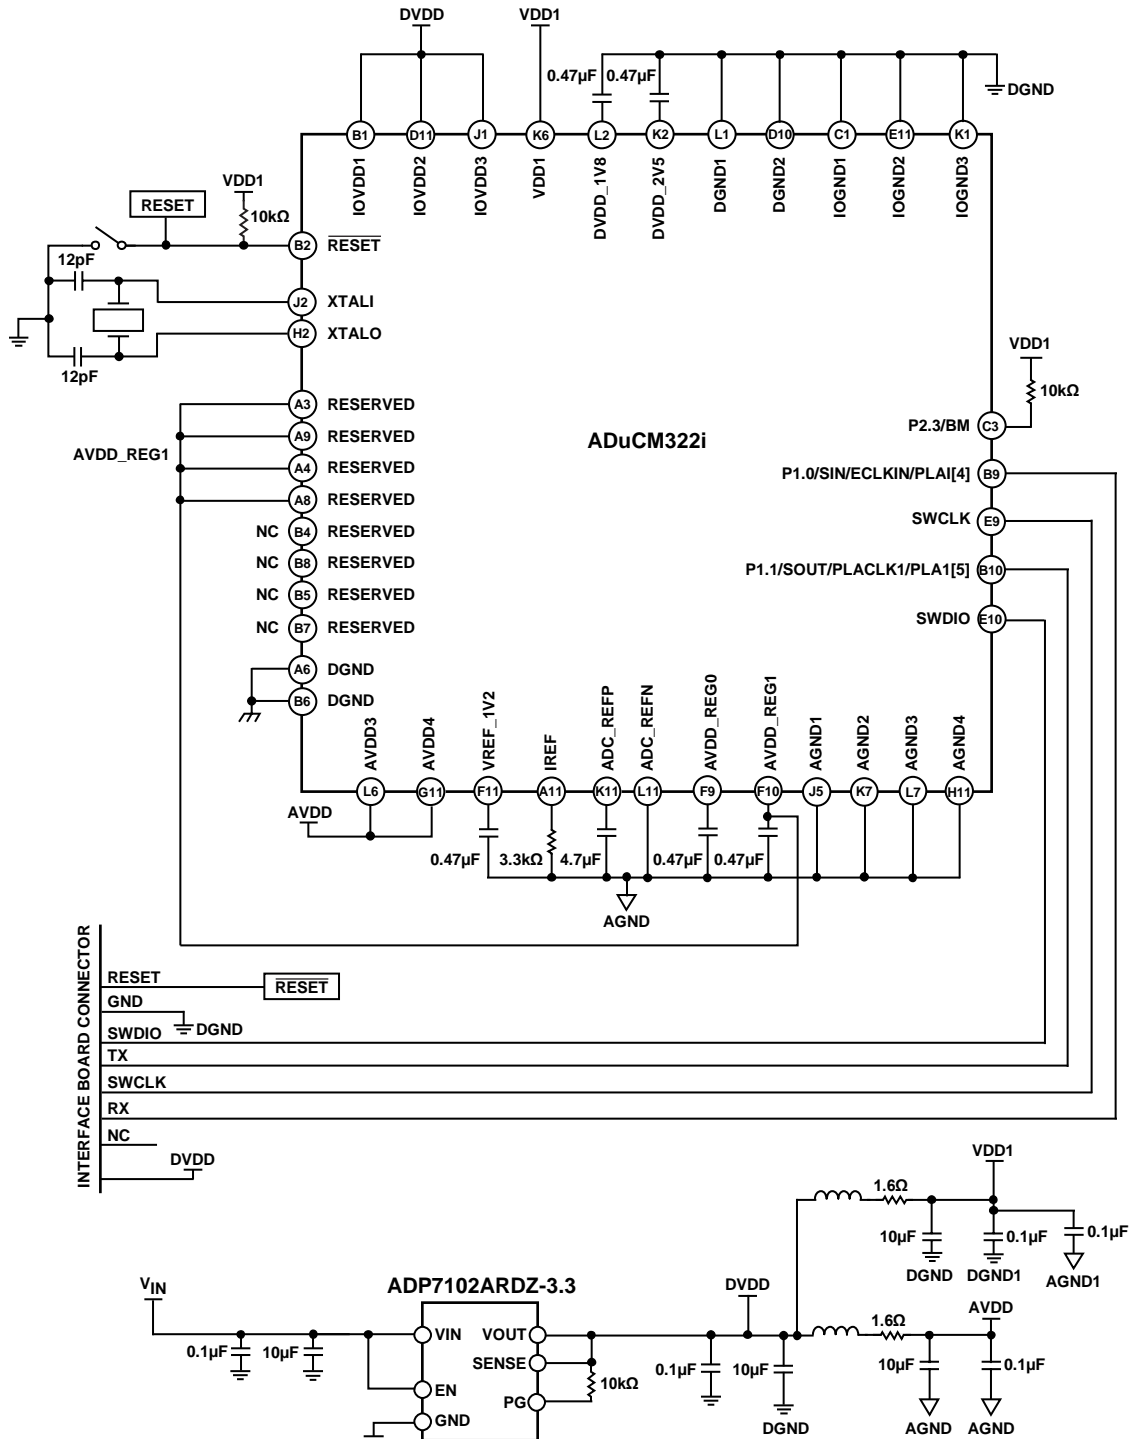 DVDD
VDD1
0.47µF
0.47µF
DGND
B1
D11
J1
K6
L2
K2
L1
D10
C1
E11
K1
IOVDD1
IOVDD2
IOVDD3
VDD1
DVDD_1V8
DVDD_2V5
DGND1
DGND2
IOGND1
IOGND2
IOGND3
VDD1
RESET
10kΩ
B2 RESET
12pF
J2 XTALI
H2 XTALO
12pF
VDD1
10kΩ
A3 RESERVED
A9 RESERVED
AVDD_REG1
A4 RESERVED
A8 RESERVED
NC B4 RESERVED
NC B8 RESERVED
NC B5 RESERVED
NC B7 RESERVED
A6 DGND
B6 DGND
ADuCM322i
P2.3/BM C3
P1.0/SIN/ECLKIN/PLAI[4] B9
SWCLK E9
P1.1/SOUT/PLACLK1/PLA1[5] B10
SWDIO E10
AVDD3
AVDD4
VREF_1V2
IREF
ADC_REFP
ADC_REFN
AVDD_REG0
AVDD_REG1
AGND1
AGND2
AGND3
AGND4
L6
G11
F11
A11
K11
L11
F9
F10
J5
K7
L7
H11
AVDD
0.47µF
3.3kΩ
4.7µF
0.47µF
0.47µF
AGND
INTERFACE BOARD CONNECTOR
RESET
RESET
GND
DGND
SWDIO
TX
SWCLK
RX
NC
DVDD
VDD1
1.6Ω
10µF
0.1µF
0.1µF
DGND
DGND1
AGND1
VIN
ADP7102ARDZ-3.3
DVDD
AVDD
1.6Ω
VIN
VOUT
0.1µF
10µF
SENSE
10kΩ
EN
PG
GND
0.1µF
10µF
DGND
10µF
0.1µF
AGND
AGND